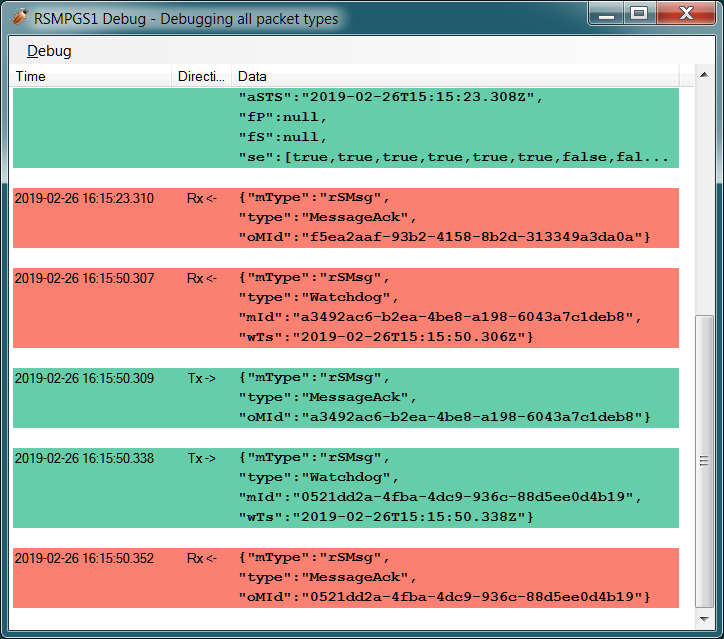 RSMPGS1 Debug - Debugging all packet types
Debug
Time Directi... Data
"aSTS":"2019-02-26T15:15:23.308Z",
"fP":null,
"fS":null,
"se":[true,true,true,true,true,true,false,fal...
2019-02-26 16:15:23.310 Rx <- {"mType":"rSMsg",
"type":"MessageAck",
"oMId":"f5ea2aaf-93b2-4158-8b2d-313349a3da0a"}
2019-02-26 16:15:50.307 Rx <- {"mType":"rSMsg",
"type":"Watchdog",
"mId":"a3492ac6-b2ea-4be8-a198-6043a7c1deb8",
"wTs":"2019-02-26T15:15:50.306Z"}
2019-02-26 16:15:50.309 Tx -> {"mType":"rSMsg",
"type":"MessageAck",
"oMId":"a3492ac6-b2ea-4be8-a198-6043a7c1deb8"}
2019-02-26 16:15:50.338 Tx -> {"mType":"rSMsg",
"type":"Watchdog",
"mId":"0521dd2a-4fba-4dc9-936c-88d5ee0d4b19",
"wTs":"2019-02-26T15:15:50.338Z"}
2019-02-26 16:15:50.352 Rx <- {"mType":"rSMsg",
"type":"MessageAck",
"oMId":"0521dd2a-4fba-4dc9-936c-88d5ee0d4b19"}